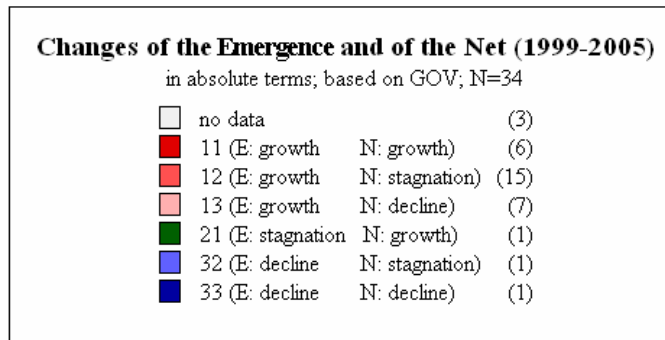 Changes of the Emergence and of the Net (1999-2005)
in absolute terms; based on GOV; N=34
no data (3)
11 (E: growth N: growth) (6)
12 (E: growth N: stagnation) (15)
13 (E: growth N: decline) (7)
21 (E: stagnation N: growth) (1)
32 (E: decline N: stagnation) (1)
33 (E: decline N: decline) (1)